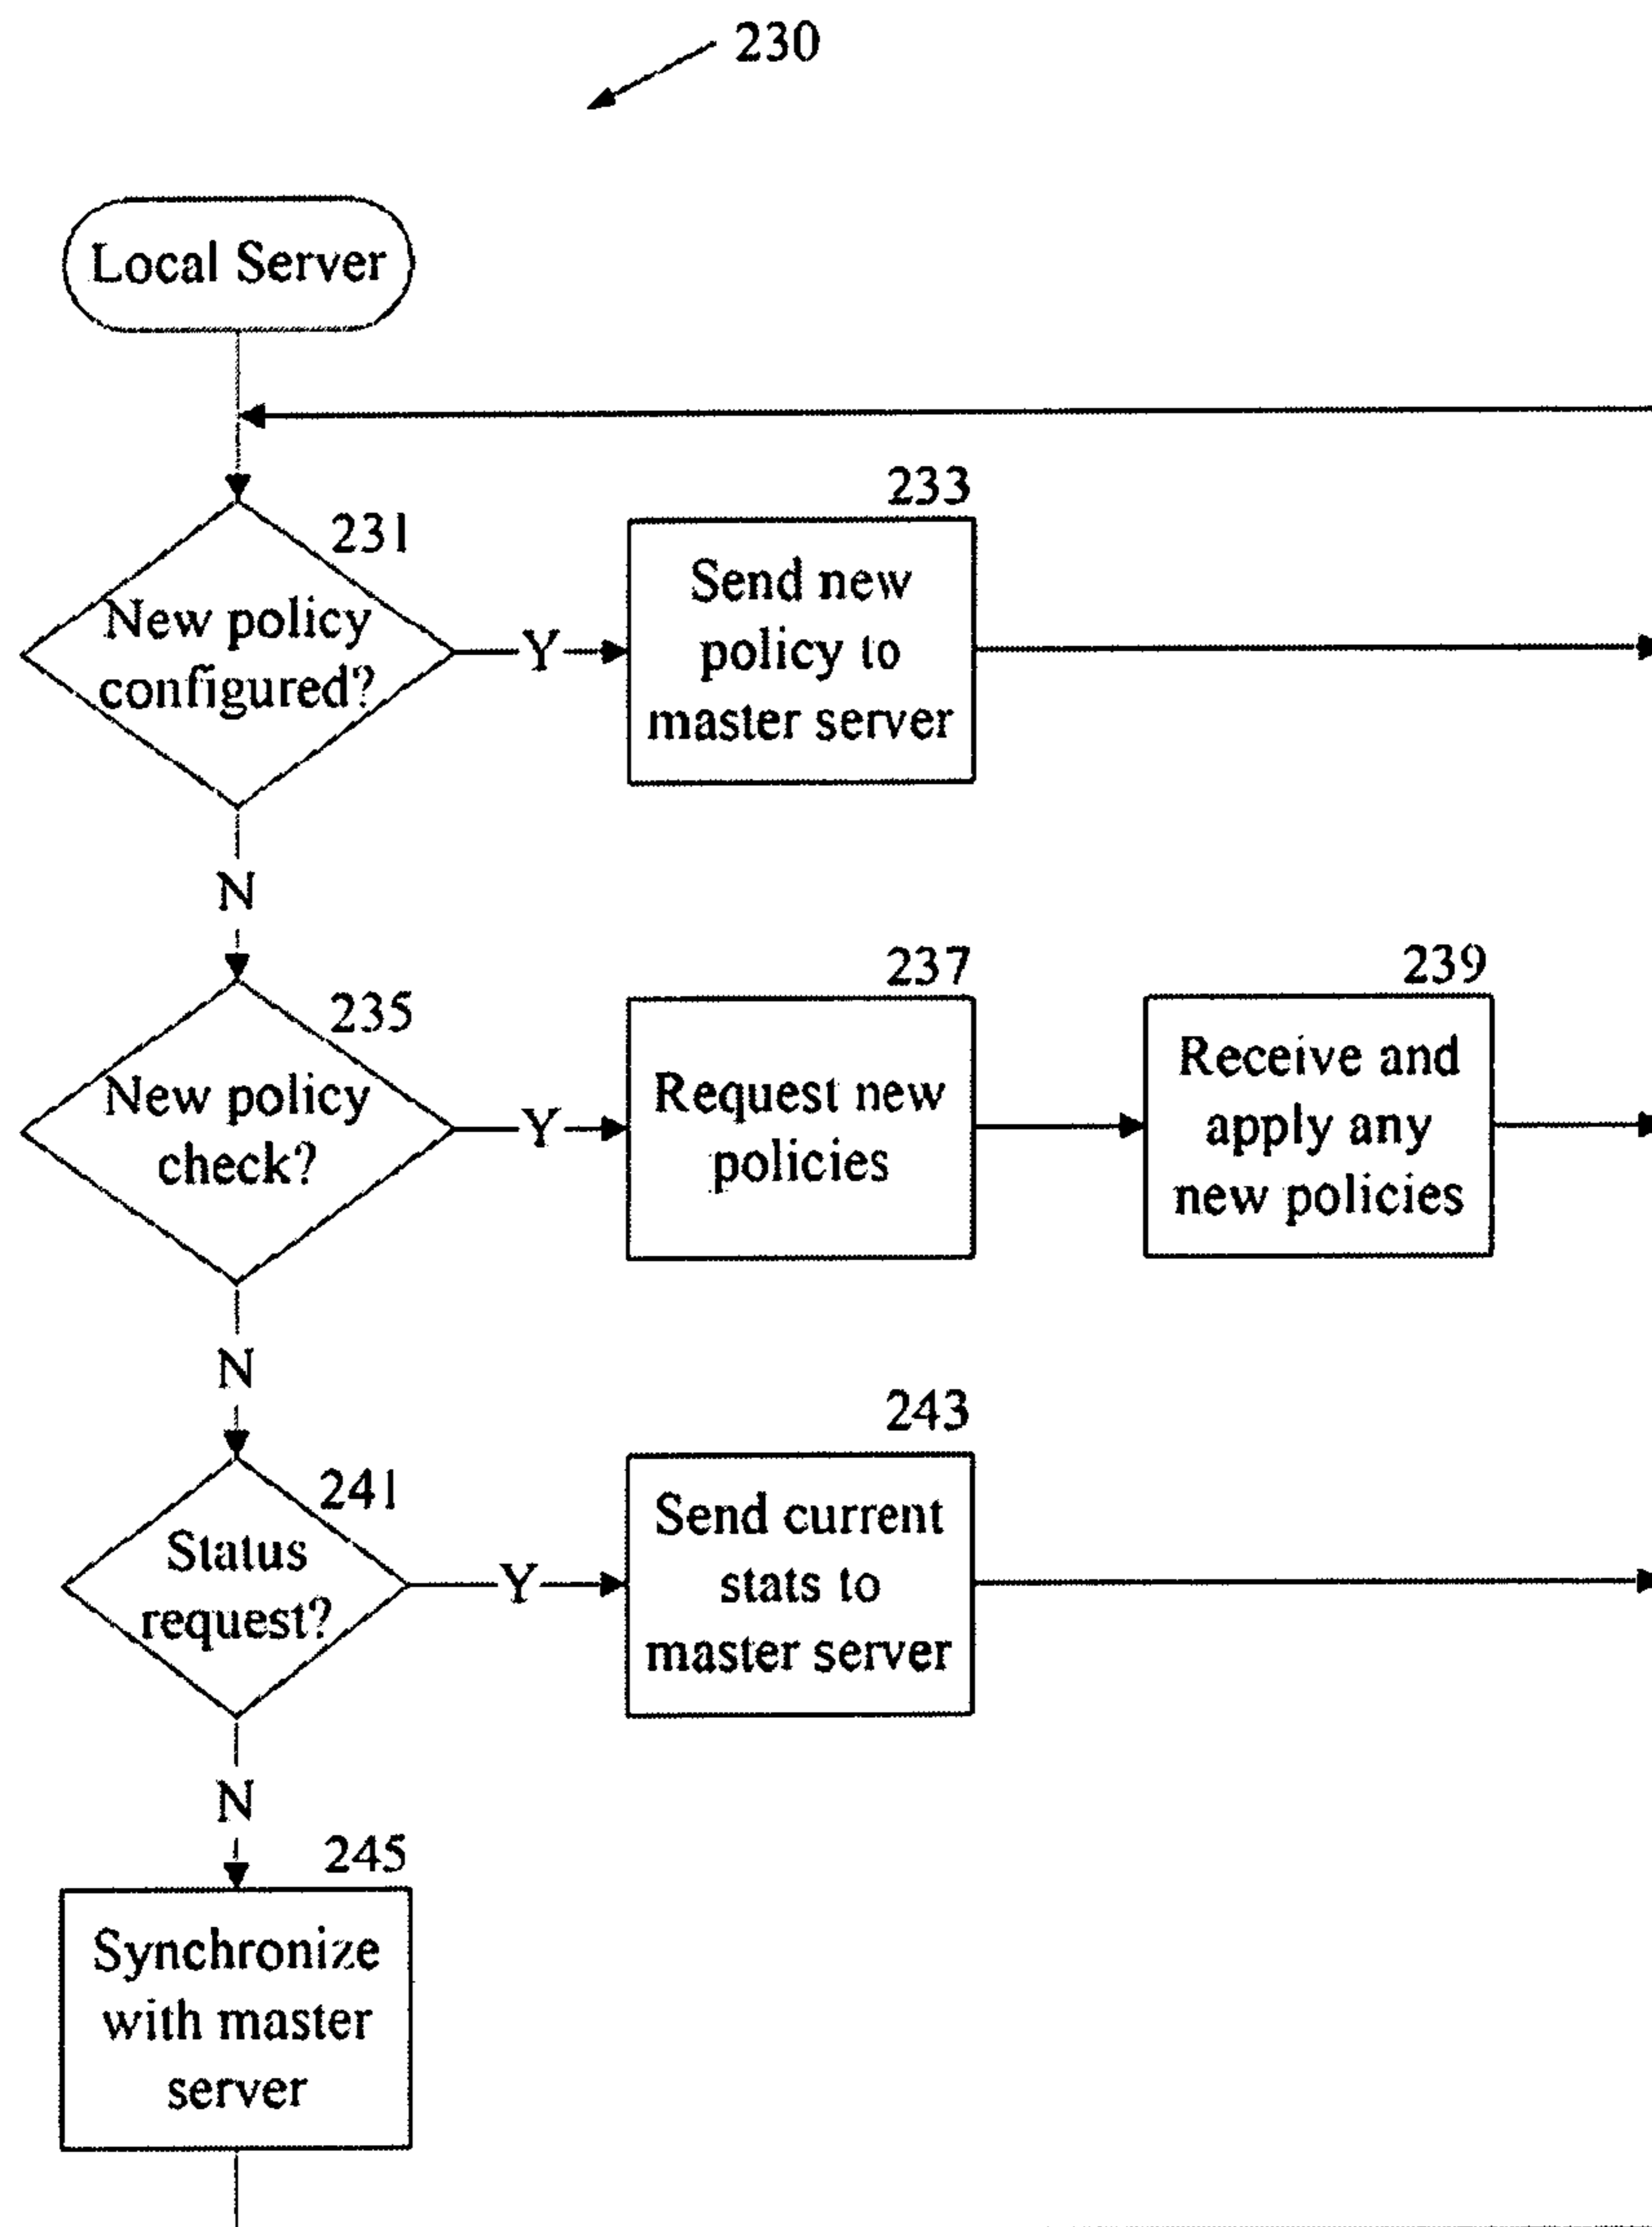 230
Local Server
231
New policy
configured?
Y
233
Send new
policy to
master server
N
235
New policy
check?
Y
237
Request new
policies
239
Receive and
apply any
new policies
N
241
Status
request?
Y
243
Send current
stats to
master server
N
245
Synchronize
with master
server